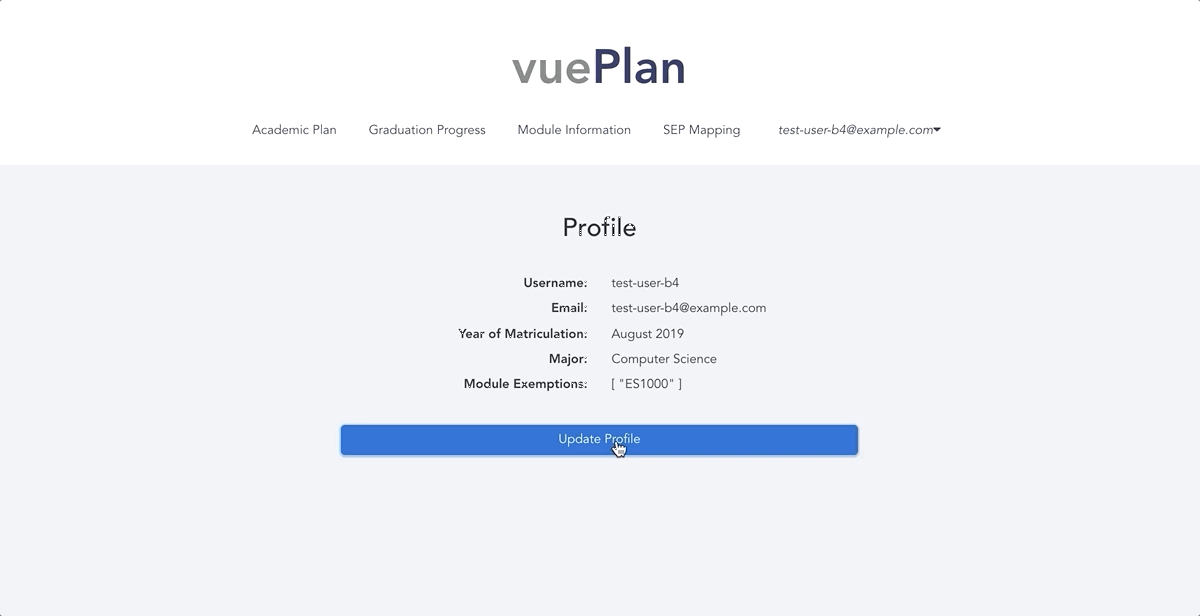 vuePlan
Academic Plan Graduation Progress Module Information SEP Mapping test-user-b4@example.com
Profile
Username: test-user-b4
Email: test-user-b4@example.com
Year of Matriculation: August 2019
Major: Computer Science
Module Exemptions: [ "ES1000" ]
Update Profile